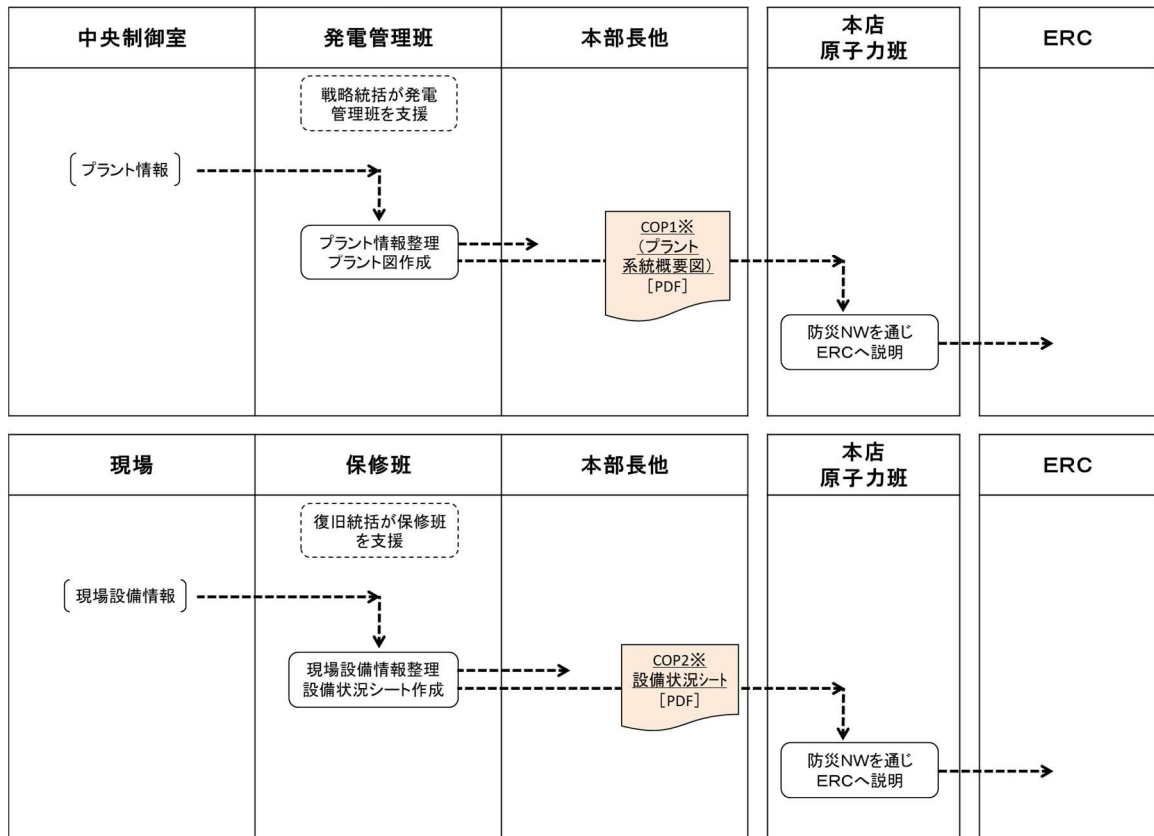 中央制御室
発電管理班
本部長他
本店
原子力班
ERC
戦略統括が発電
管理班を支援
プラント情報
プラント情報整理
プラント図作成
COP1※
(プラント
系統概要図)
[PDF]
防災NWを通じ
ERCへ説明
現場
保修班
本部長他
本店
原子力班
ERC
復旧統括が保修班
を支援
現場設備情報
現場設備情報整理
設備状況シート作成
COP2※
設備状況シート
[PDF]
防災NWを通じ
ERCへ説明